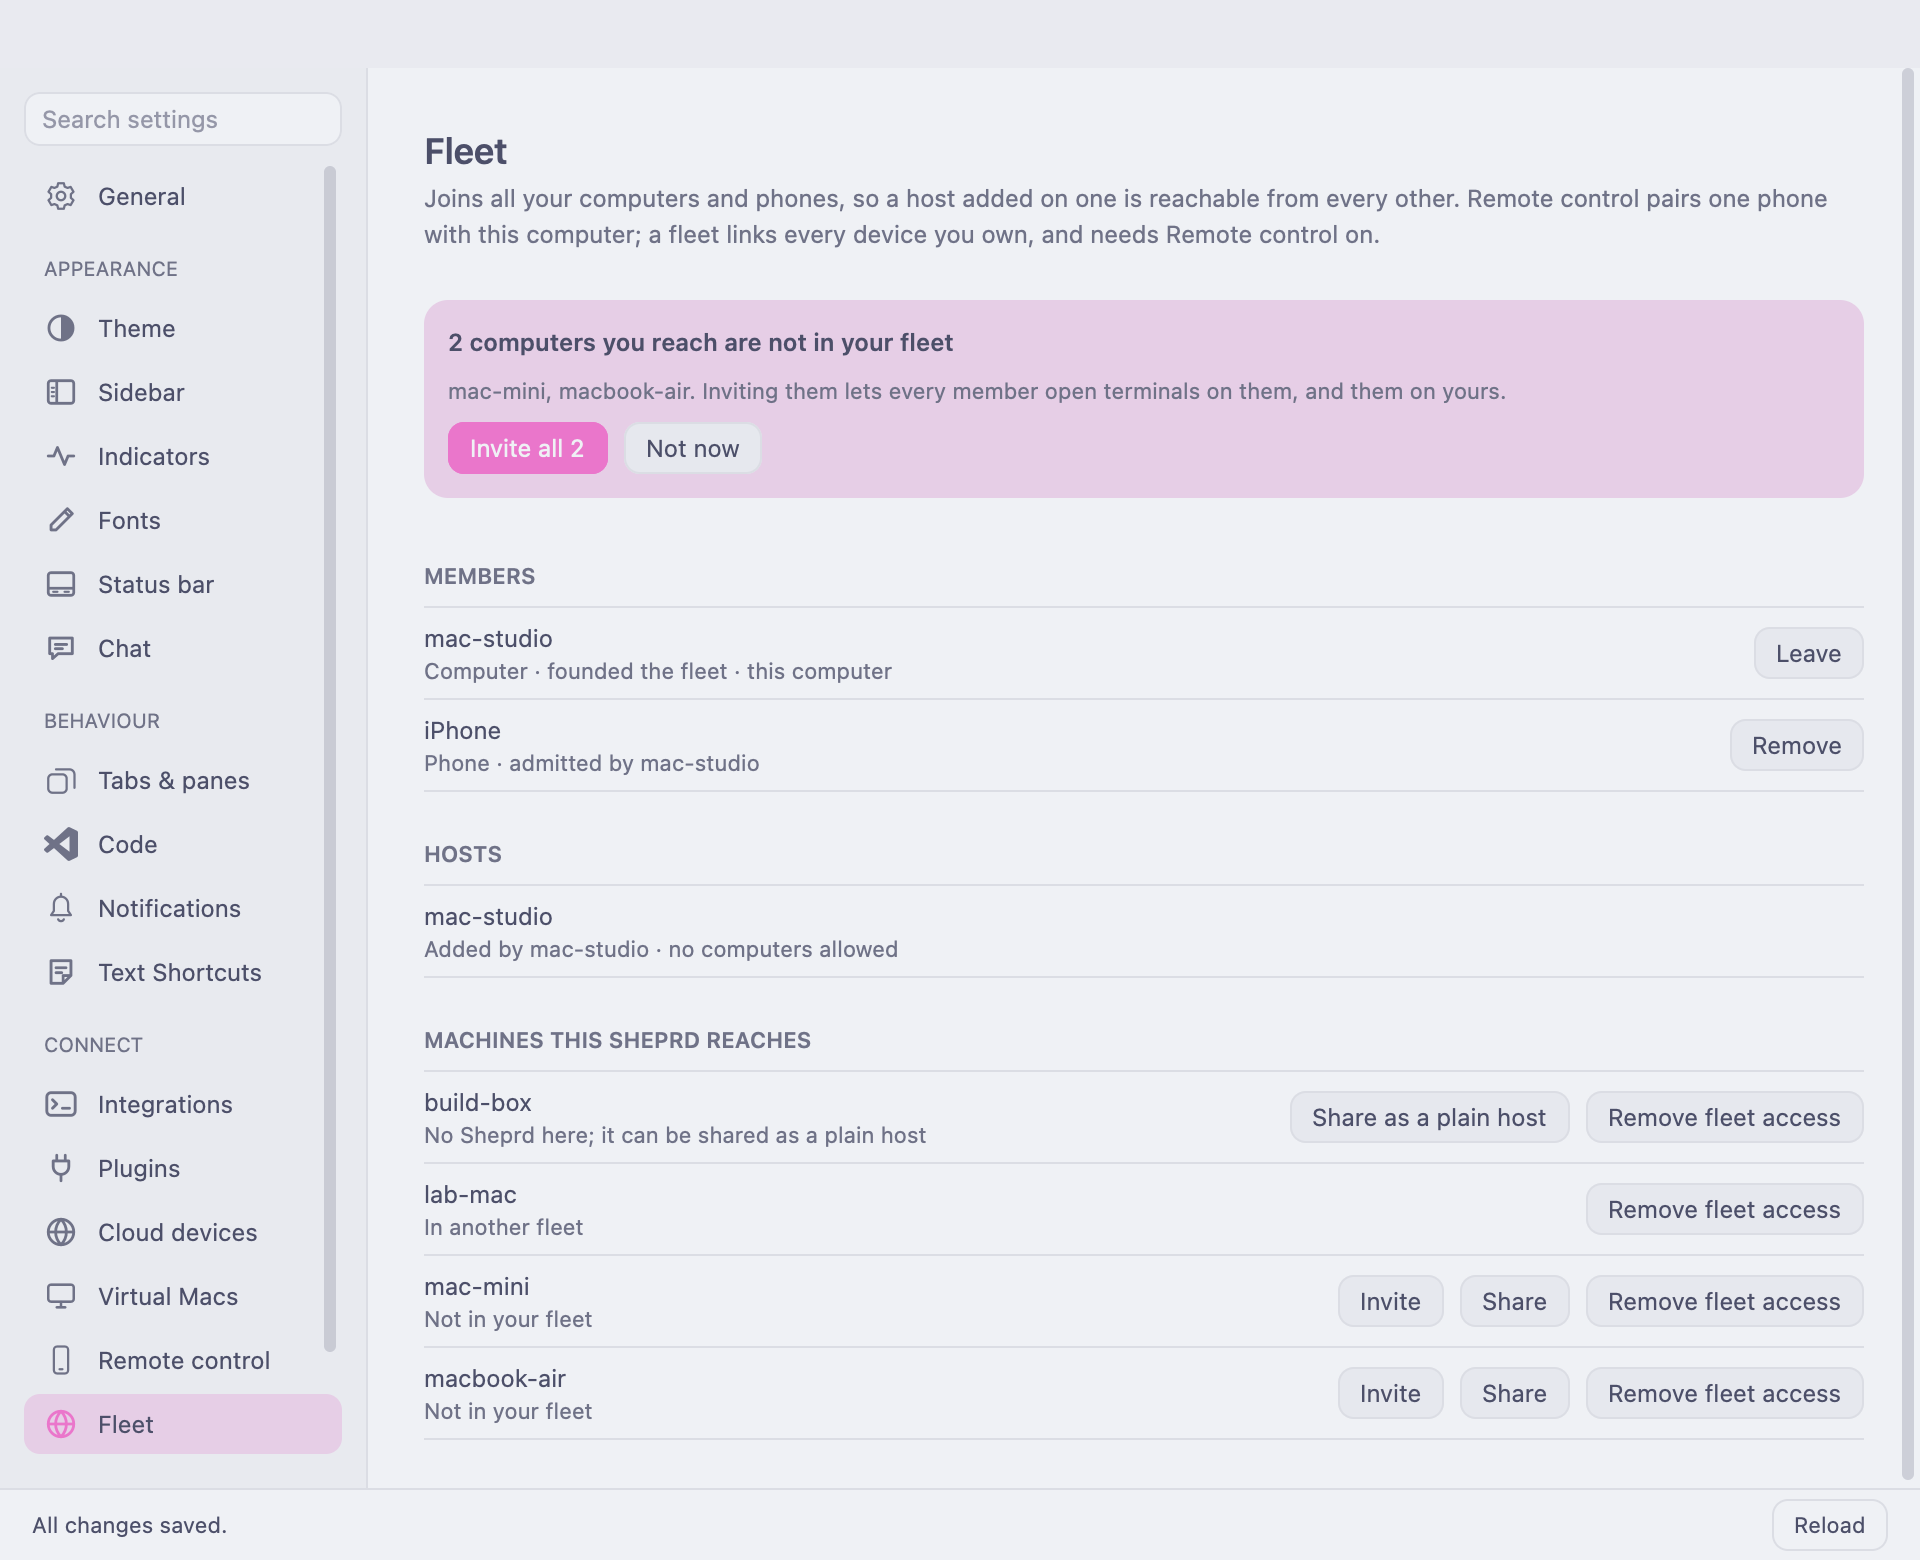 Search settings
General
APPEARANCE
Theme
Sidebar
Indicators
Fonts
Status bar
Chat
BEHAVIOUR
Tabs & panes
Code
Notifications
Text Shortcuts
CONNECT
Integrations
Plugins
Cloud devices
Virtual Macs
Remote control
Fleet
Fleet
Joins all your computers and phones, so a host added on one is reachable from every other. Remote control pairs one phone
with this computer; a fleet links every device you own, and needs Remote control on.
2 computers you reach are not in your fleet
mac-mini, macbook-air. Inviting them lets every member open terminals on them, and them on yours.
Invite all 2 Not now
MEMBERS
mac-studio
Computer · founded the fleet · this computer
Leave
iPhone
Phone · admitted by mac-studio
Remove
HOSTS
mac-studio
Added by mac-studio · no computers allowed
MACHINES THIS SHEPRD REACHES
build-box
No Sheprd here; it can be shared as a plain host
Share as a plain host Remove fleet access
lab-mac
In another fleet
Remove fleet access
mac-mini
Not in your fleet
Invite Share Remove fleet access
macbook-air
Not in your fleet
Invite Share Remove fleet access
All changes saved.
Reload